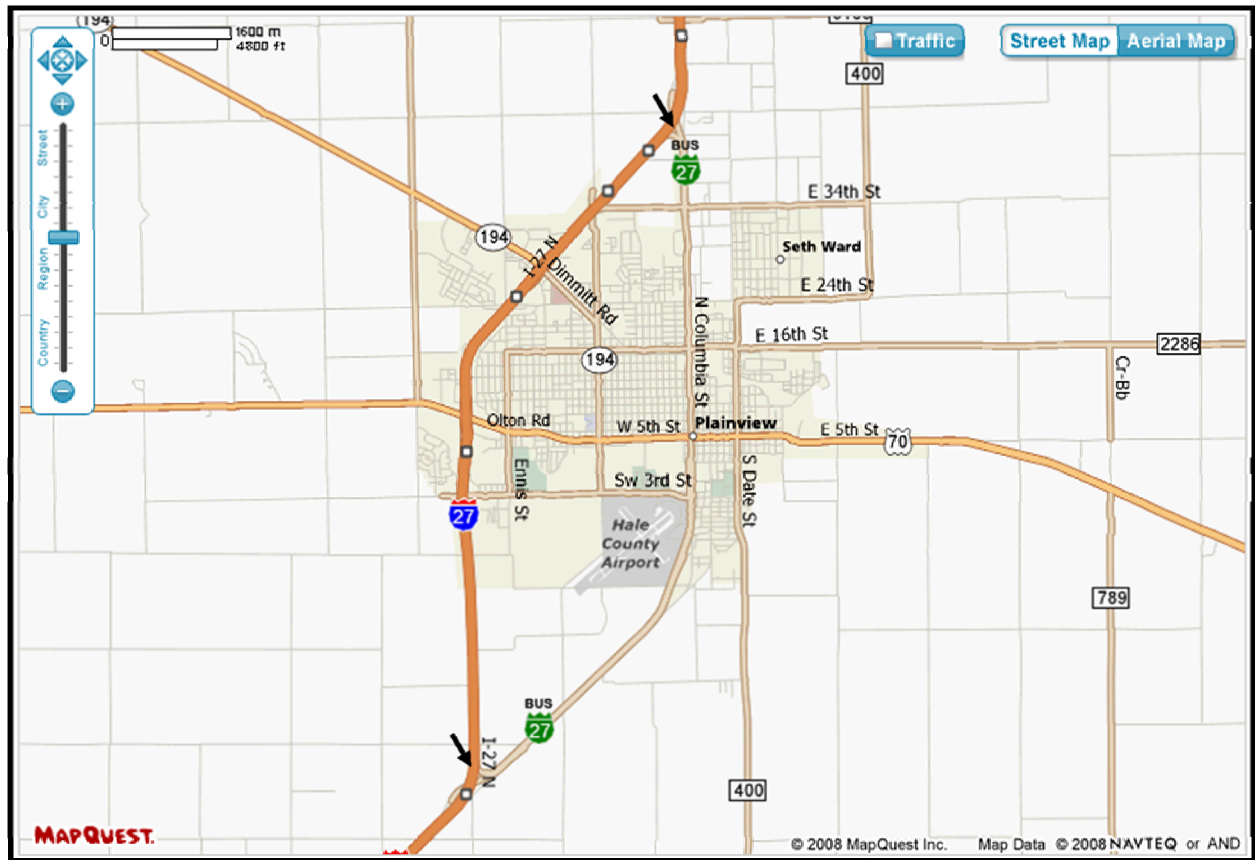 194
1600 m
0
4800 ft
Traffic
Street Map
Aerial Map
400
Street
City
Region
Country
BUS
27
E 34th St
194
I-27 N
Seth Ward
Dimmitt Rd
E 24th St
N Columbia St
E 16th St
2286
194
Cr-Bb
Olton Rd
W 5th St
Plainview
E 5th St
70
Ennis St
Sw 3rd St
S Date St
27
Hale
County
Airport
789
BUS
27
I-27 N
400
MAPQUEST.
© 2008 MapQuest Inc.
Map Data © 2008 NAVTEQ or AND